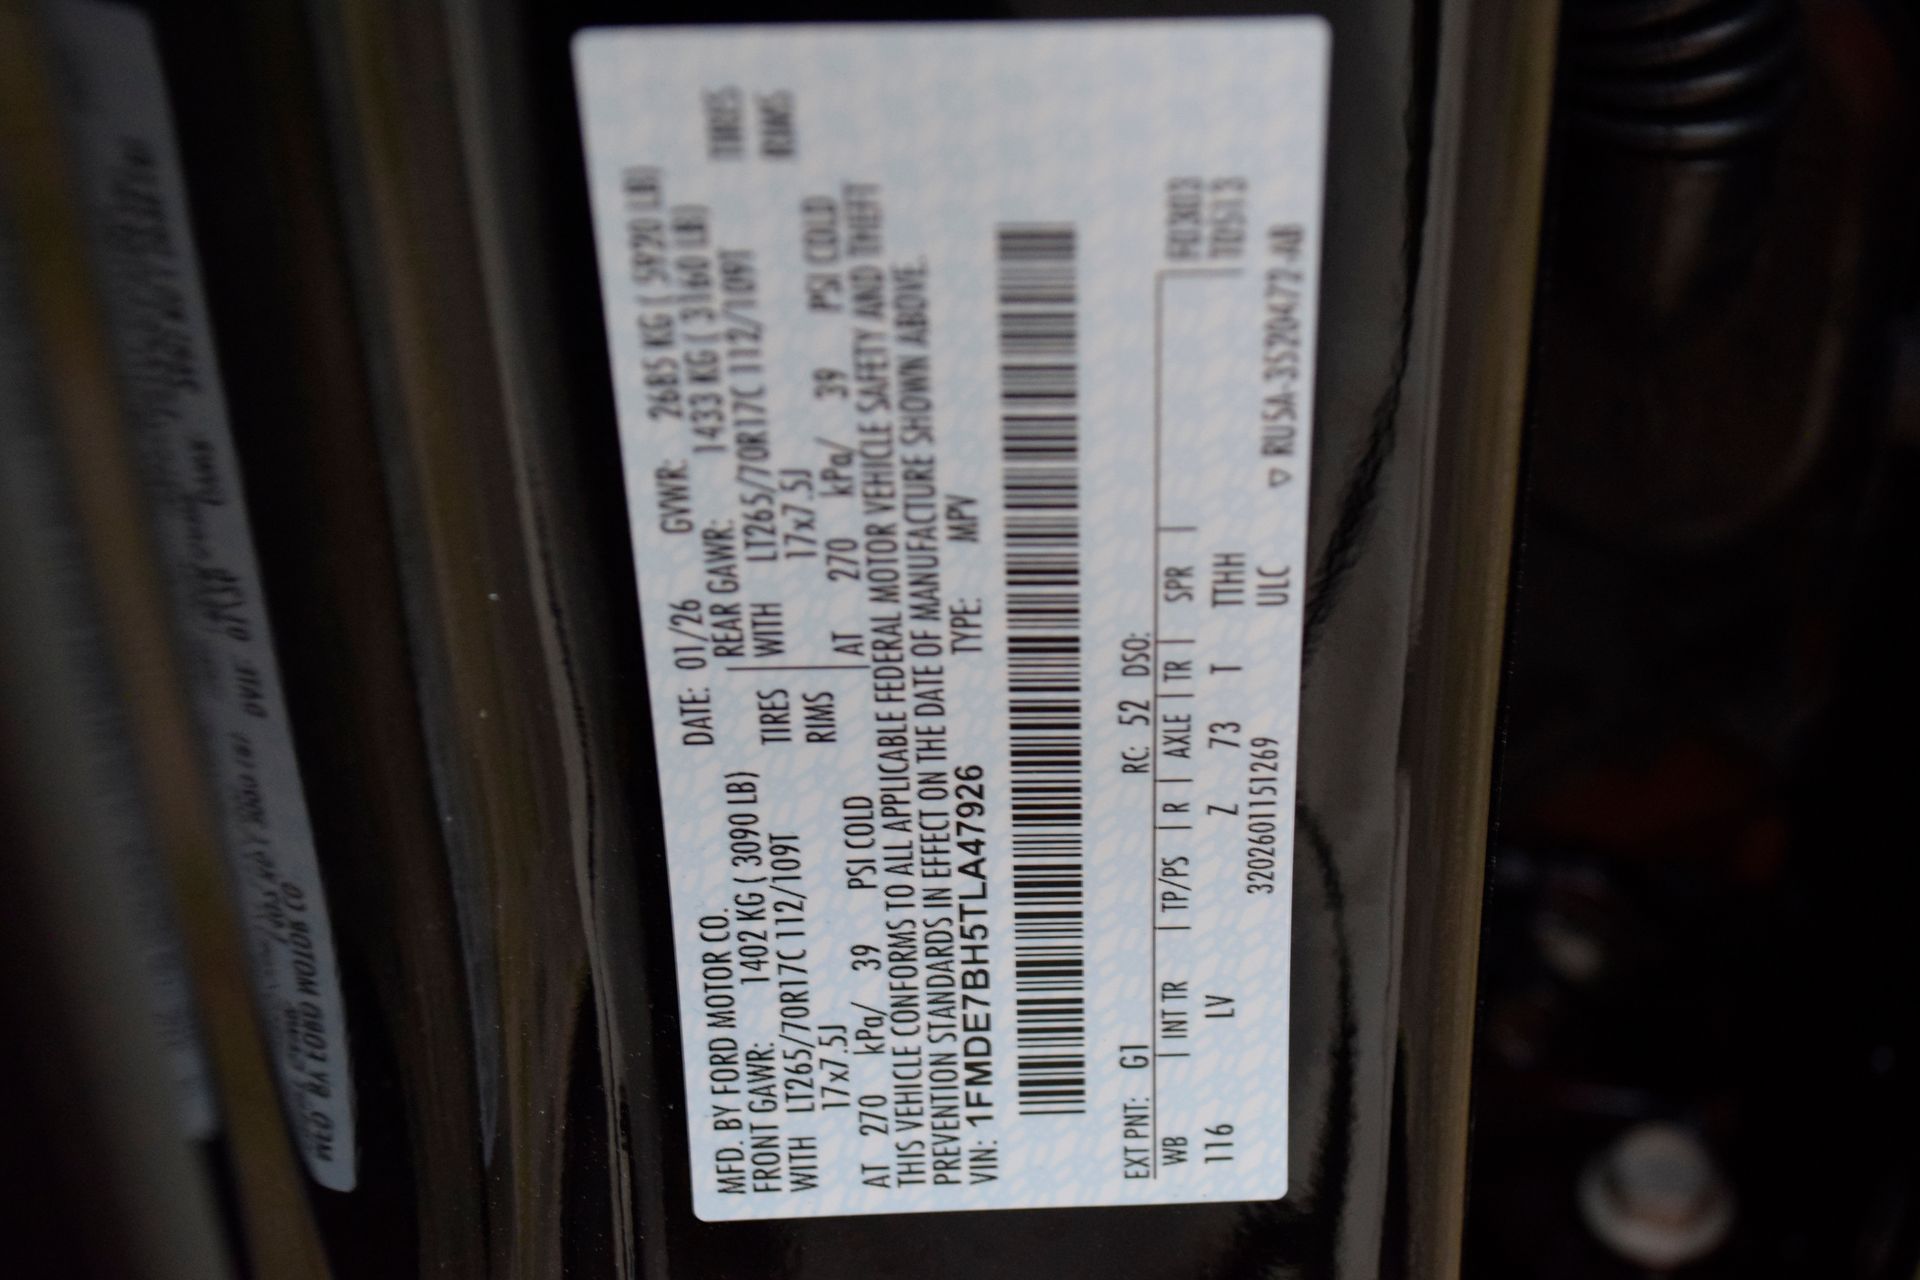 MFD. BY FORD MOTOR CO. DATE: 01/26 GVWR: 2685 KG ( 5920 LB)
FRONT GAWR: 1402 KG ( 3090 LB) REAR GAWR: 1433 KG ( 3160 LB)
WITH LT265/70R17C 112/109T TIRES WITH LT265/70R17C 112/109T TIRES
17x7.5J RIMS 17x7.5J RIMS
AT 270 kPa/ 39 PSI COLD AT 270 kPa/ 39 PSI COLD
THIS VEHICLE CONFORMS TO ALL APPLICABLE FEDERAL MOTOR VEHICLE SAFETY AND THEFT
PREVENTION STANDARDS IN EFFECT ON THE DATE OF MANUFACTURE SHOWN ABOVE.
VIN: 1FMDE7BH5TLA47926 TYPE: MPV
EXT PNT: G1 RC: 52 DSO:
WB INT TR TP/PS R AXLE TR SPR F03X03
116 LV Z 73 T TTHH T0513
3202601151269 ULC ▽ RU5A-3520472-AB